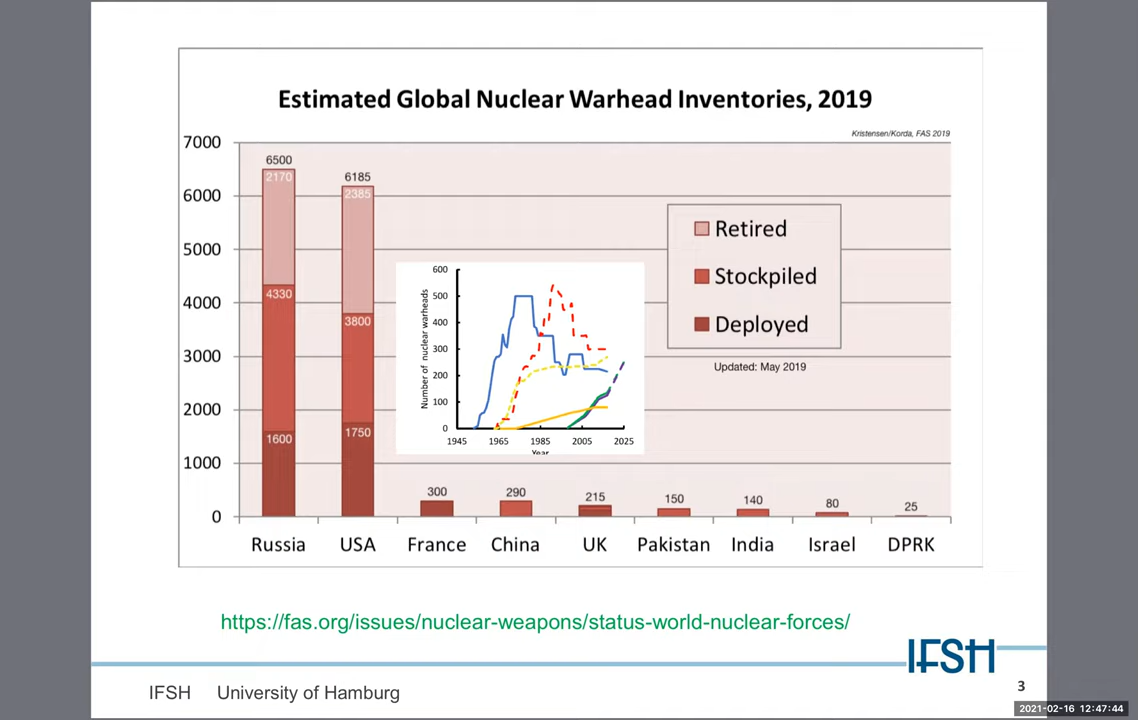 Estimated Global Nuclear Warhead Inventories, 2019
Kristensen/Korda, FAS 2019
7000
6000
5000
4000
3000
2000
1000
0
6500
2170
4330
1600
6185
2385
3800
1750
300
290
215
150
140
80
25
Russia USA France China UK Pakistan India Israel DPRK
Retired
Stockpiled
Deployed
Updated: May 2019
Number of nuclear warheads
600
500
400
300
200
100
0
1945 1965 1985 2005 2025
Year
https://fas.org/issues/nuclear-weapons/status-world-nuclear-forces/
IFSH
IFSH University of Hamburg
3
2021-02-16 12:47:44